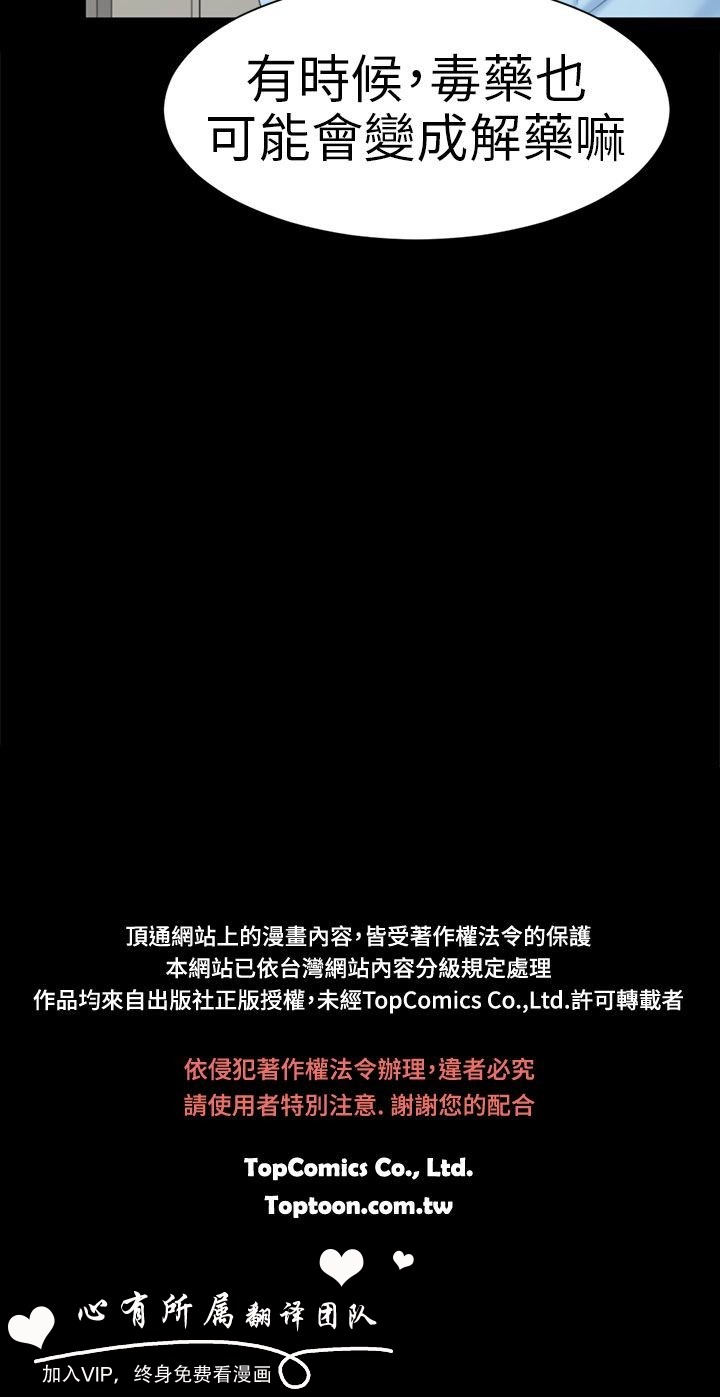 有時候，毒藥也
可能會變成解藥嘛
頂通網站上的漫畫內容，皆受著作權法令的保護
本網站已依台灣網站內容分級規定處理
作品均來自出版社正版授權，未經TopComics Co.,Ltd.許可轉載者
依侵犯著作權法令辦理，違者必究
請使用者特別注意. 謝謝您的配合
TopComics Co., Ltd.
Toptoon.com.tw
心有所属翻译团队
加入VIP，终身免费看漫画